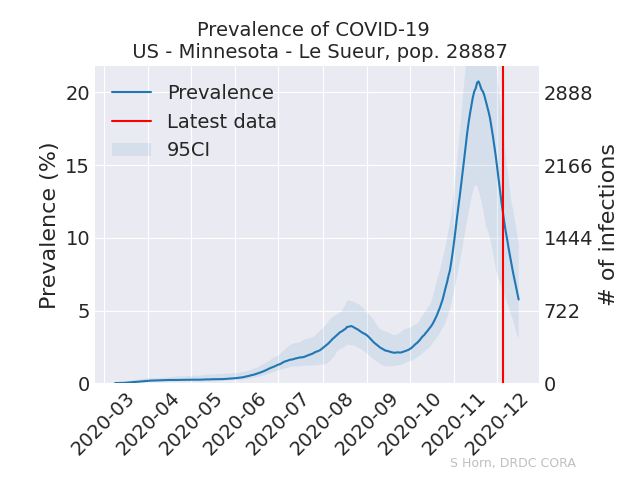 Prevalence of COVID-19
US - Minnesota - Le Sueur, pop. 28887
Prevalence
Latest data
95CI
Prevalence (%)
20
15
10
5
0
2888
2166
1444
722
0
# of infections
2020-03
2020-04
2020-05
2020-06
2020-07
2020-08
2020-09
2020-10
2020-11
2020-12
S Horn, DRDC CORA